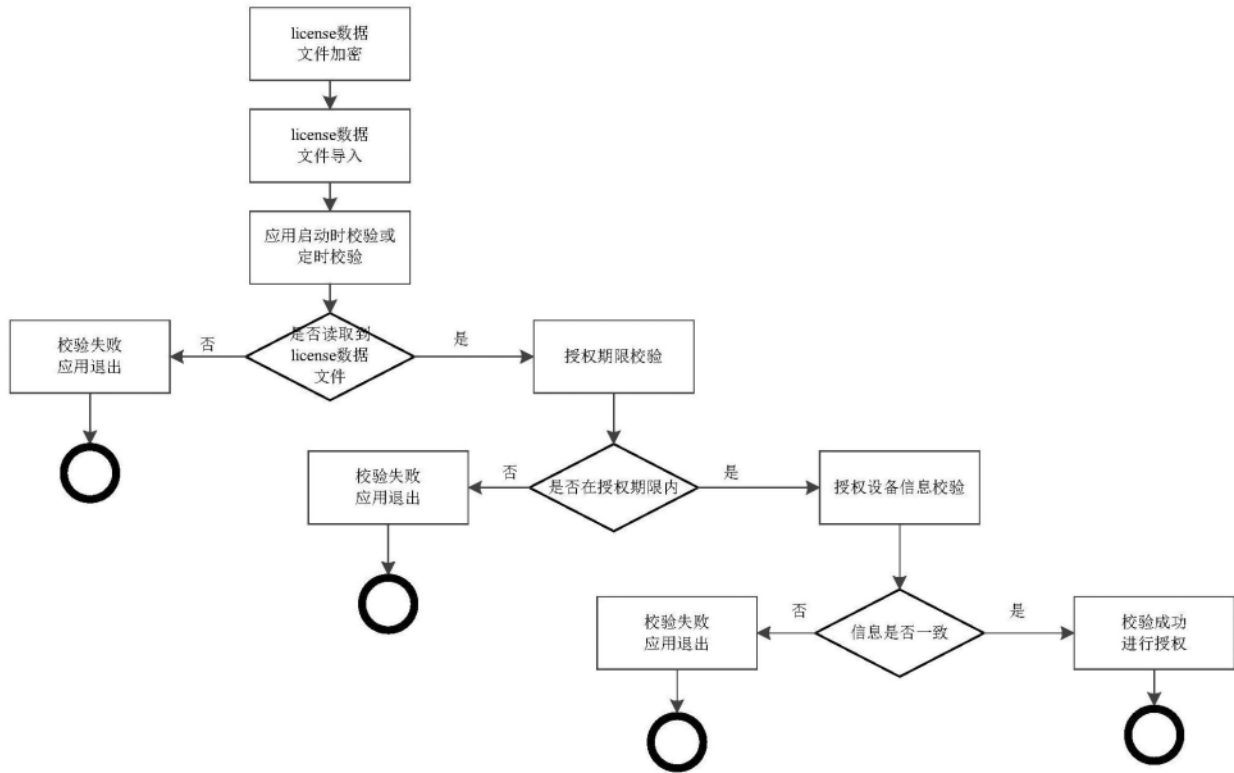 license数据
文件加密
license数据
文件导入
应用启动时校验或
定时校验
是否读取到
license数据
文件
否
是
校验失败
应用退出
授权期限校验
是否在授权期限内
否
是
校验失败
应用退出
授权设备信息校验
信息是否一致
否
是
校验失败
应用退出
校验成功
进行授权